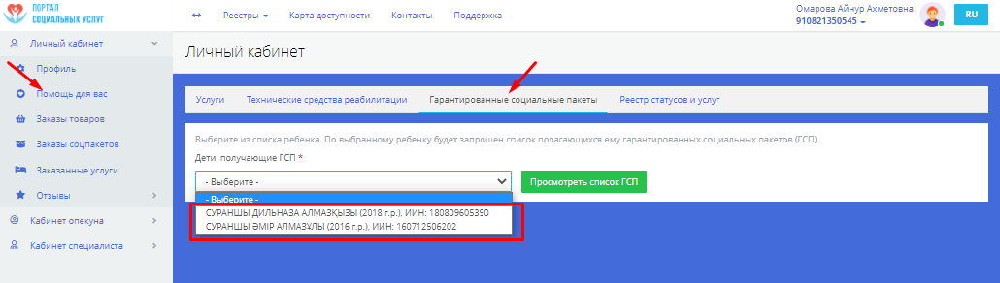 ПОРТАЛ
СОЦИАЛЬНЫХ УСЛУГ
Реестры
Карта доступности
Контакты
Поддержка
Омарова Айнур Ахметовна
910821350545
RU
Личный кабинет
Профиль
Помощь для вас
Заказы товаров
Заказы соцпакетов
Заказанные услуги
Отзывы
Кабинет опекуна
Кабинет специалиста
Личный кабинет
Услуги
Технические средства реабилитации
Гарантированные социальные пакеты
Реестр статусов и услуг
Выберите из списка ребенка. По выбранному ребенку будет запрошен список полагающихся ему гарантированных социальных пакетов (ГСП).
Дети, получающие ГСП *
- Выберите -
Просмотреть список ГСП
- Выберите -
СУРАНШЫ ДИЛЬНАЗА АЛМАЗҚЫЗЫ (2018 г.р.), ИИН: 180809605390
СУРАНШЫ ӘМІР АЛМАЗҰЛЫ (2016 г.р.), ИИН: 160712506202